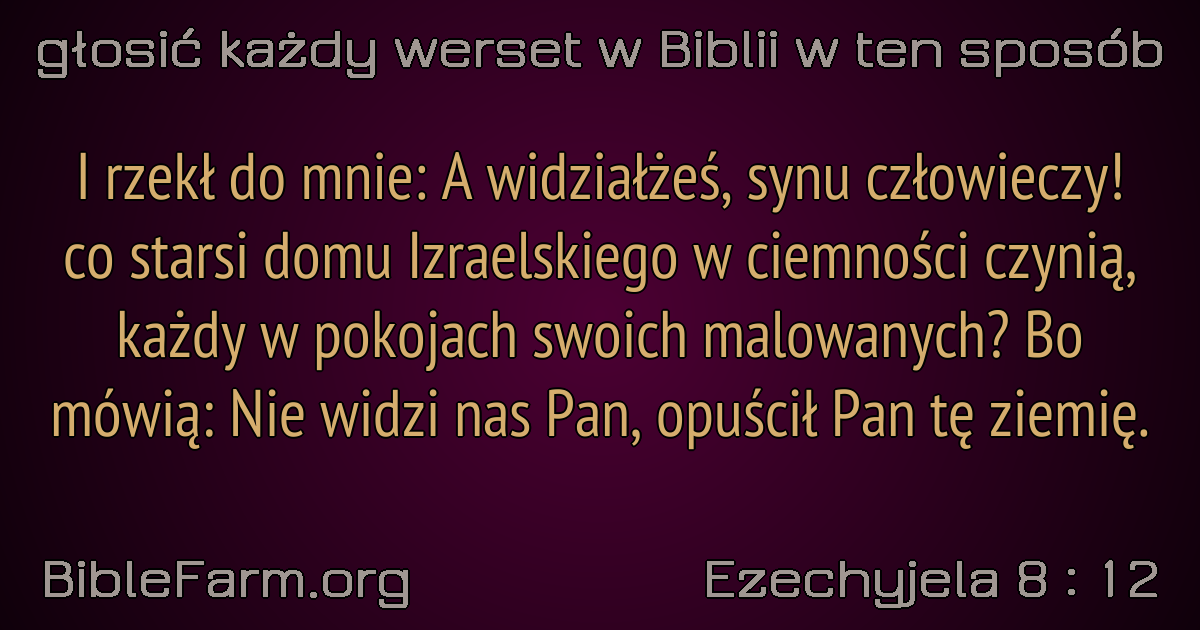 głosić każdy werset w Biblii w ten sposób
I rzekł do mnie: A widziałżeś, synu człowieczy!
co starsi domu Izraelskiego w ciemności czynią,
każdy w pokojach swoich malowanych? Bo
mówią: Nie widzi nas Pan, opuścił Pan tę ziemię.
BibleFarm.org
Ezechyjela 8 : 12